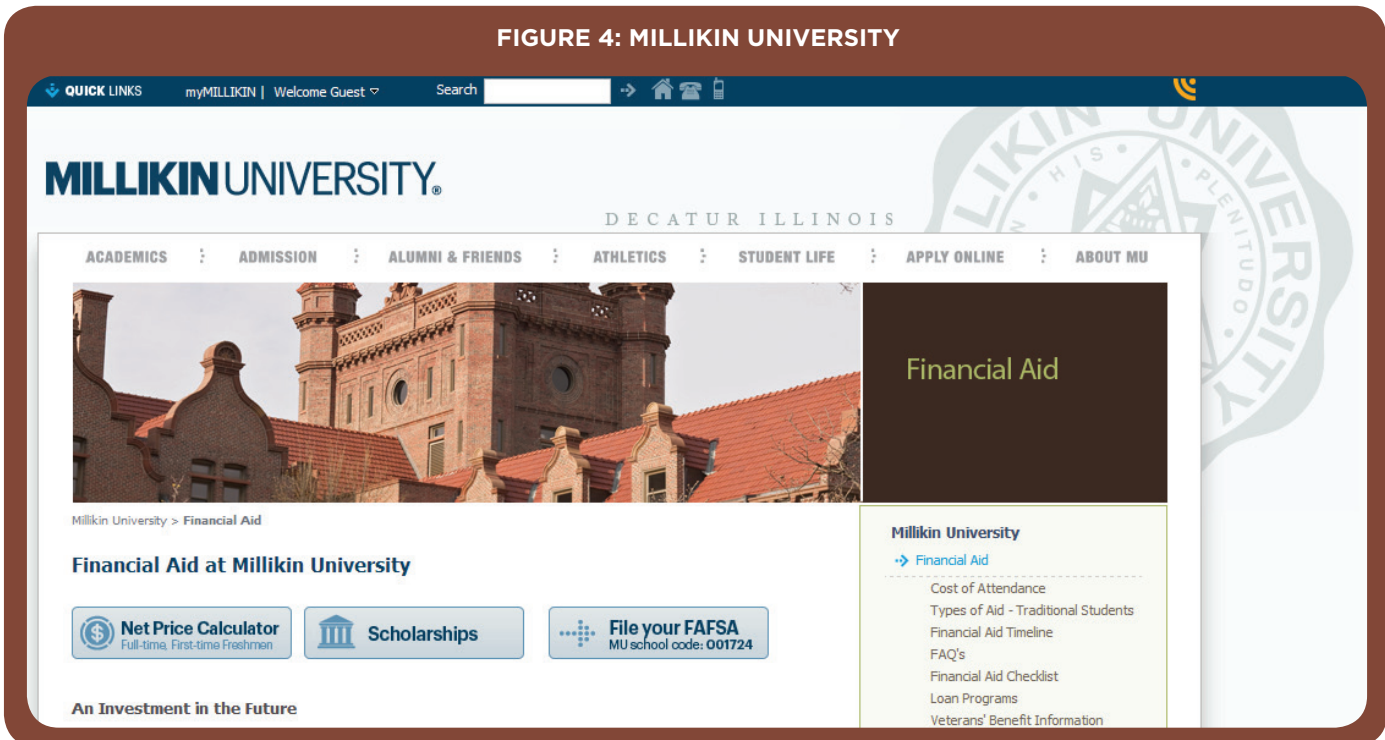 FIGURE 4: MILLIKIN UNIVERSITY
QUICK LINKS myMILLIKIN | Welcome Guest Search
MILLIKIN UNIVERSITY®
DECATUR ILLINOIS
LIKIN UNIVERSITY
HIS PLENITUDO
ACADEMICS ADMISSION ALUMNI & FRIENDS ATHLETICS STUDENT LIFE APPLY ONLINE ABOUT MU
Financial Aid
Millikin University > Financial Aid
Financial Aid at Millikin University
Net Price Calculator
Full-time, First-time Freshmen
Scholarships
File your FAFSA
MU school code: 001724
An Investment in the Future
Millikin University
Financial Aid
Cost of Attendance
Types of Aid - Traditional Students
Financial Aid Timeline
FAQ's
Financial Aid Checklist
Loan Programs
Veterans' Benefit Information